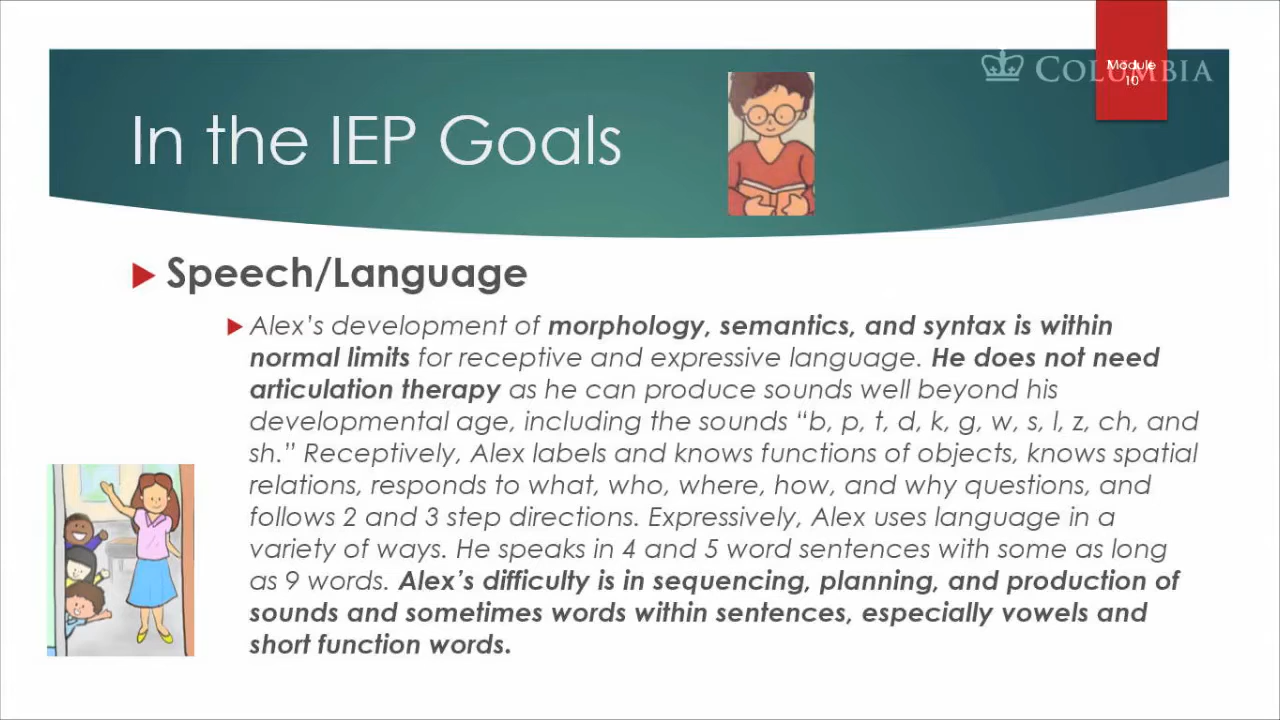 COLUMBIA
Module
10
In the IEP Goals
Speech/Language
Alex’s development of morphology, semantics, and syntax is within
normal limits for receptive and expressive language. He does not need
articulation therapy as he can produce sounds well beyond his
developmental age, including the sounds “b, p, t, d, k, g, w, s, l, z, ch, and
sh.” Receptively, Alex labels and knows functions of objects, knows spatial
relations, responds to what, who, where, how, and why questions, and
follows 2 and 3 step directions. Expressively, Alex uses language in a
variety of ways. He speaks in 4 and 5 word sentences with some as long
as 9 words. Alex’s difficulty is in sequencing, planning, and production of
sounds and sometimes words within sentences, especially vowels and
short function words.